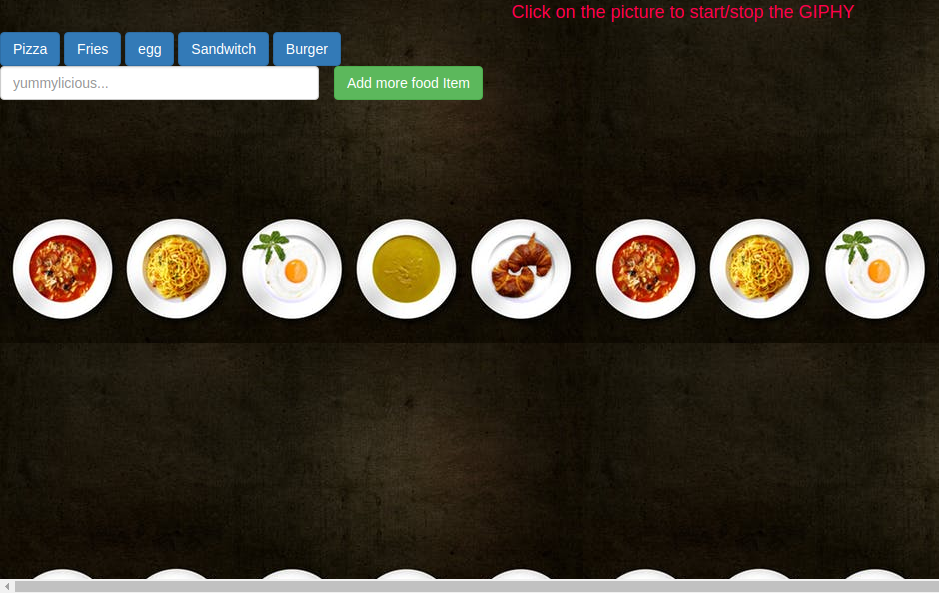 Click on the picture to start/stop the GIPHY
Pizza Fries egg Sandwitch Burger
yummylicious... Add more food Item